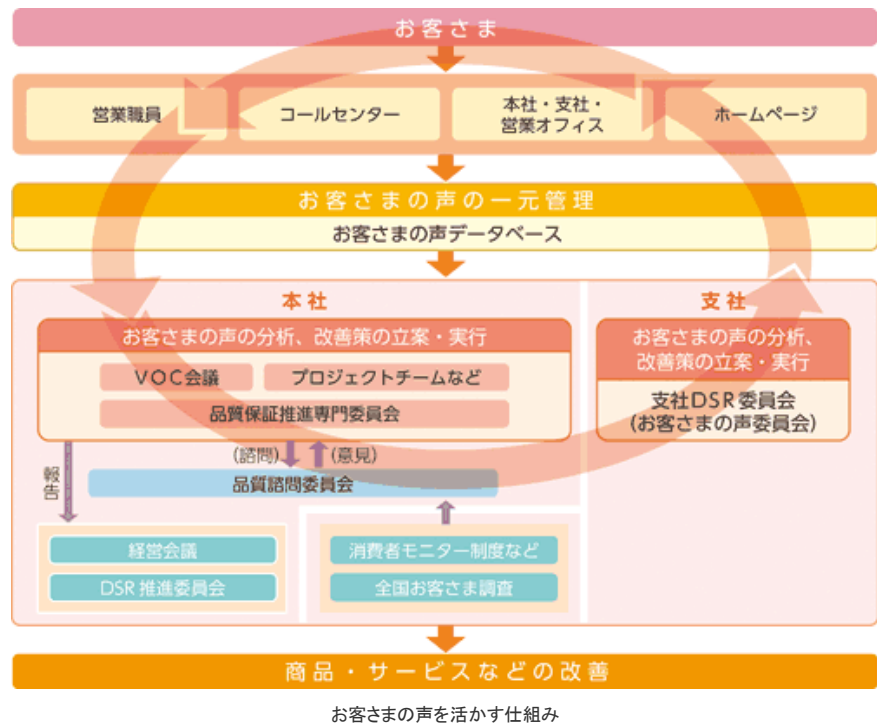 お客さま
営業職員
コールセンター
本社・支社・
営業オフィス
ホームページ
お客さまの声の一元管理
お客さまの声データベース
本社
お客さまの声の分析、改善策の立案・実行
VOC会議
プロジェクトチームなど
品質保証推進専門委員会
(諮問)
(意見)
報告
品質諮問委員会
経営会議
DSR推進委員会
消費者モニター制度など
全国お客さま調査
支社
お客さまの声の分析、
改善策の立案・実行
支社DSR委員会
(お客さまの声委員会)
商品・サービスなどの改善
お客さまの声を活かす仕組み